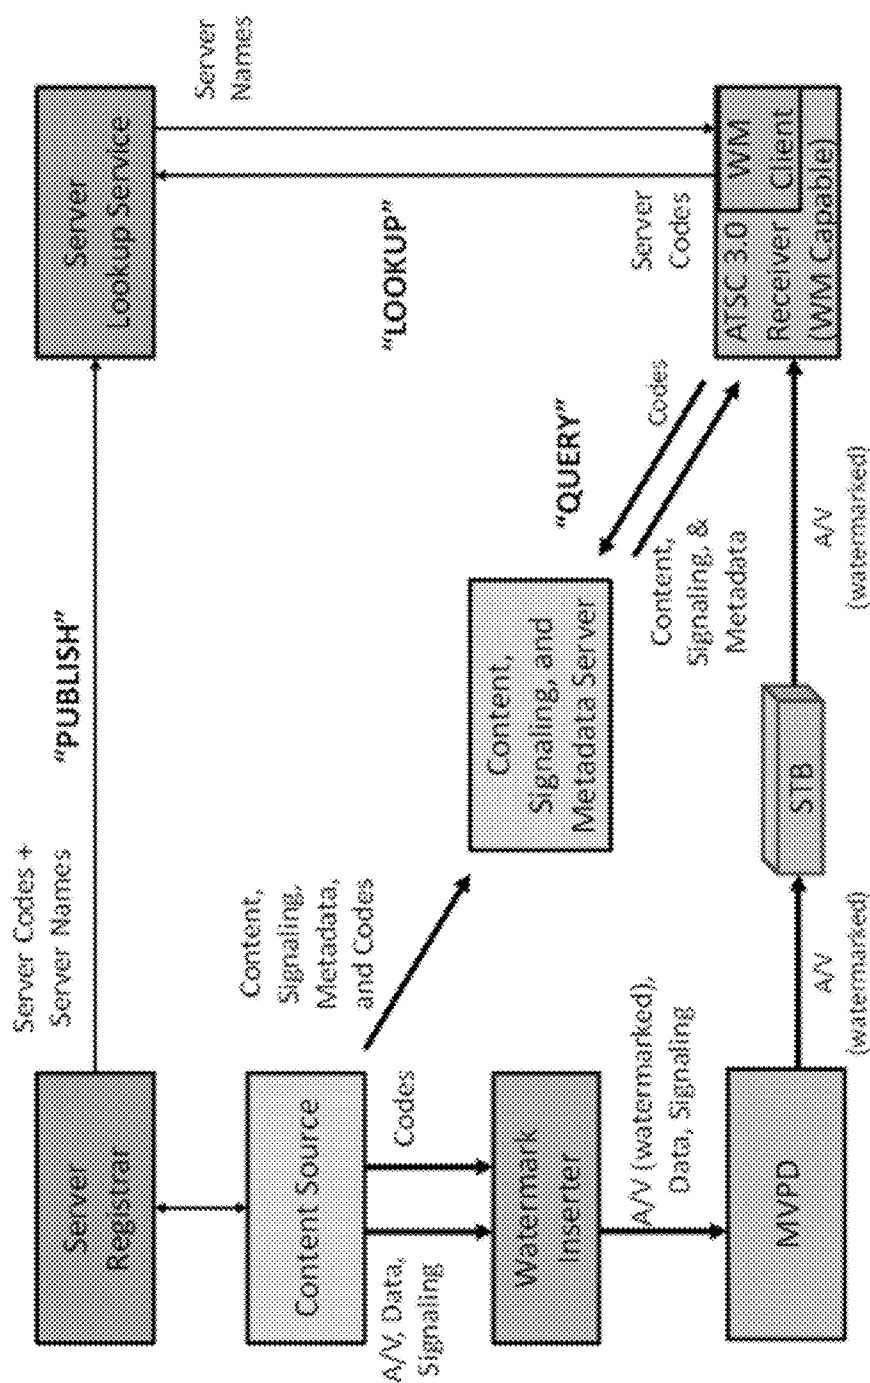 Server
Registrar
Server Codes +
Server Names
“PUBLISH”
Server
Lookup Service
Content Source
Content,
Signaling,
Metadata,
and Codes
“LOOKUP”
Server
Names
A/V, Data,
Signaling
Codes
Content,
Signaling, and
Metadata Server
“QUERY”
Codes
Content,
Signaling, &
Metadata
Server
Codes
Watermark
Inserter
A/V (watermarked),
Data, Signaling
MVPD
A/V
(watermarked)
STB
A/V
(watermarked)
ATSC 3.0
Receiver
(WM Capable)
WM
Client